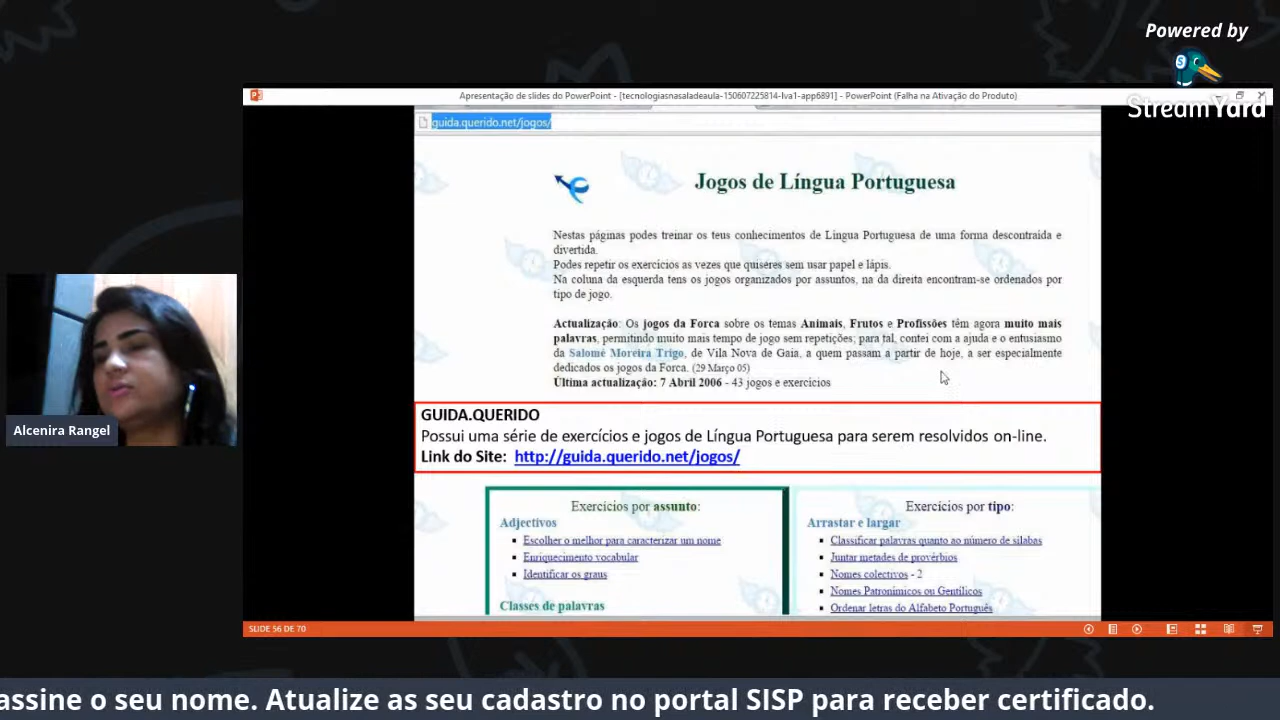 Powered by
StreamYard
Apresentação de slides do PowerPoint - [tecnologiasnasaladeaula-150607225814-lva1-app6891] - PowerPoint (Falha na Ativação do Produto)
guida.querido.net/jogos/
Jogos de Língua Portuguesa
Nestas páginas podes treinar os teus conhecimentos de Língua Portuguesa de uma forma descontraída e
divertida.
Podes repetir os exercícios as vezes que quiseres sem usar papel e lápis.
Na coluna da esquerda tens os jogos organizados por assuntos, na da direita encontram-se ordenados por
tipo de jogo.
Actualização: Os jogos da Forca sobre os temas Animais, Frutos e Profissões têm agora muito mais
palavras, permitindo muito mais tempo de jogo sem repetições; para tal, contei com a ajuda e o entusiasmo
da Salomé Moreira Trigo, de Vila Nova de Gaia, a quem passam a partir de hoje, a ser especialmente
dedicados os jogos da Forca. (29 Março 05)
Última actualização: 7 Abril 2006 - 43 jogos e exercícios
GUIDA.QUERIDO
Possui uma série de exercícios e jogos de Língua Portuguesa para serem resolvidos on-line.
Link do Site: http://guida.querido.net/jogos/
Exercícios por assunto:
Adjectivos
Escolher o melhor para caracterizar um nome
Enriquecimento vocabular
Identificar os graus
Classes de palavras
Exercícios por tipo:
Arrastar e largar
Classificar palavras quanto ao número de sílabas
Juntar metades de provérbios
Nomes colectivos - 2
Nomes Patronímicos ou Gentílicos
Ordenar letras do Alfabeto Português
Alcenira Rangel
SLIDE 56 DE 70
assine o seu nome. Atualize as seu cadastro no portal SISP para receber certificado.